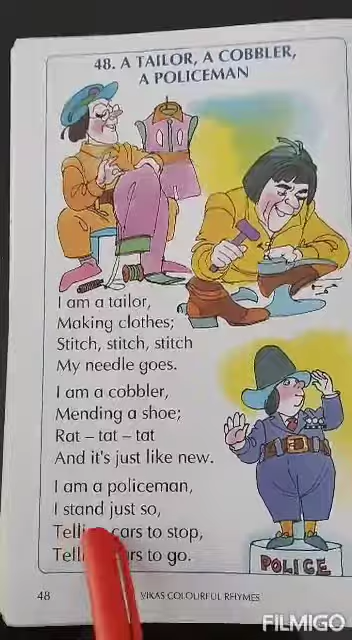 48. A TAILOR, A COBBLER,
A POLICEMAN
I am a tailor,
Making clothes;
Stitch, stitch, stitch
My needle goes.
I am a cobbler,
Mending a shoe;
Rat – tat – tat
And it's just like new.
I am a policeman,
I stand just so,
cars to stop,
to go.
POLICE
48
VIKAS COLOURFUL RHYMES
FILMIGO